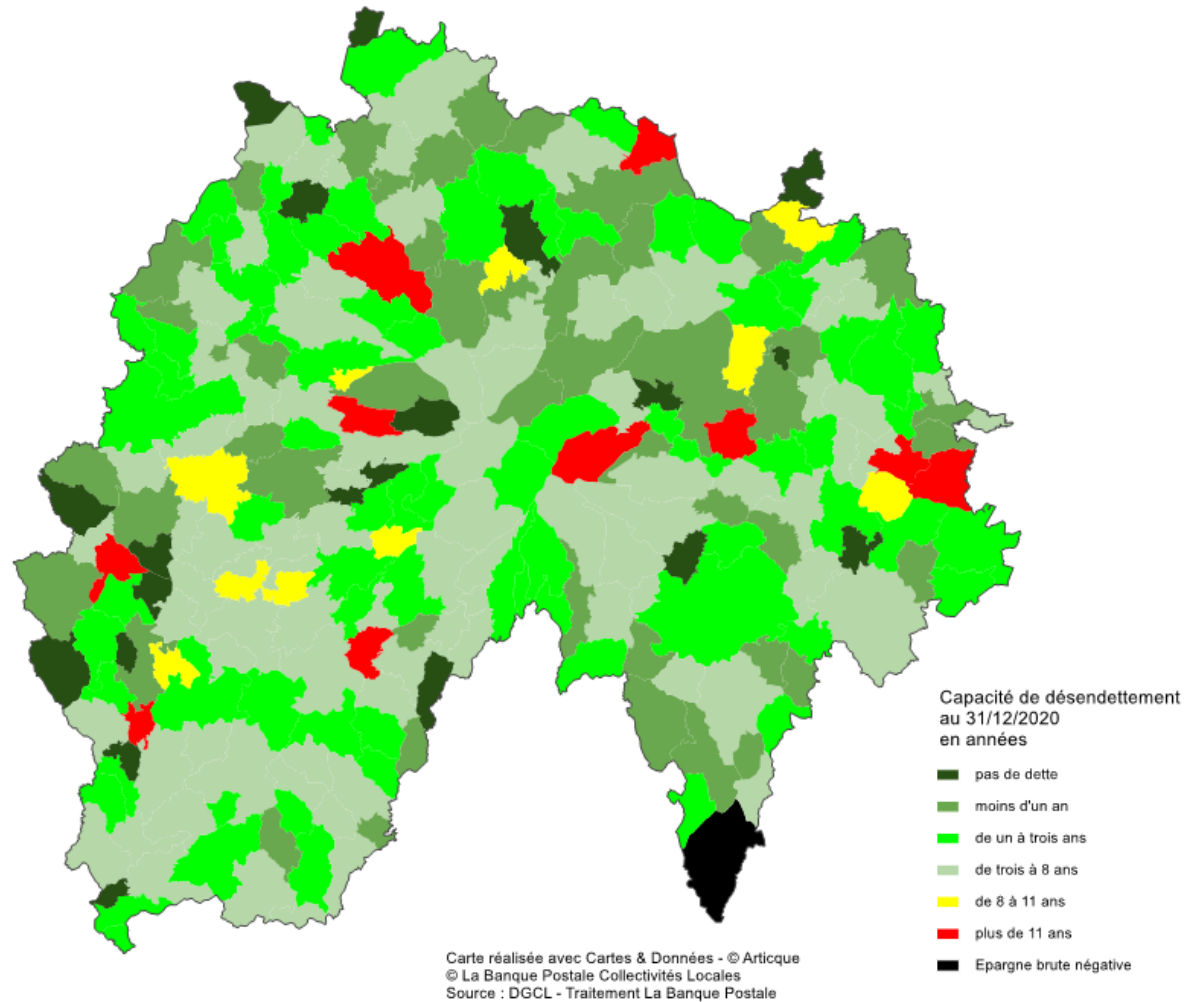 Capacité de désendettement
au 31/12/2020
en années
pas de dette
moins d'un an
de un à trois ans
de trois à 8 ans
de 8 à 11 ans
plus de 11 ans
Epargne brute négative
Carte réalisée avec Cartes & Données - © Articque
© La Banque Postale Collectivités Locales
Source : DGCL - Traitement La Banque Postale